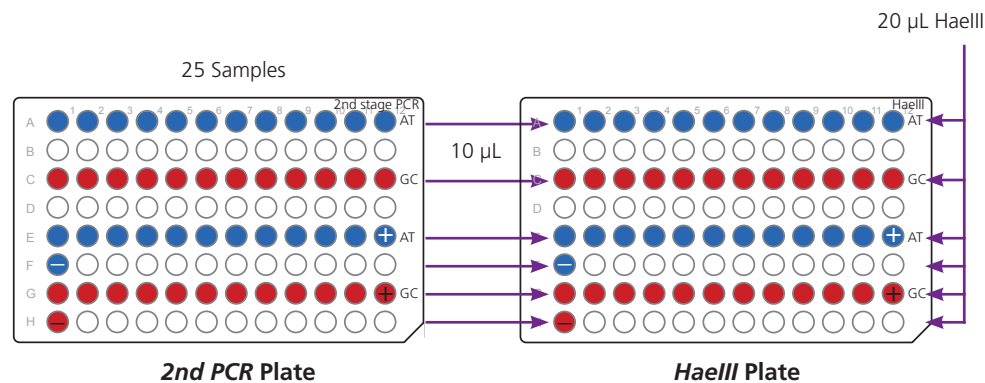 20 µL HaeIII
25 Samples
2nd stage PCR
1 2 3 4 5 6 7 8 9 10 11 12
A AT
B
C GC
D
E + AT
F −
G + GC
H −
10 µL
HaeIII
1 2 3 4 5 6 7 8 9 10 11 12
A AT
B
C GC
D
E + AT
−
+ GC
−
2nd PCR Plate
HaeIII Plate